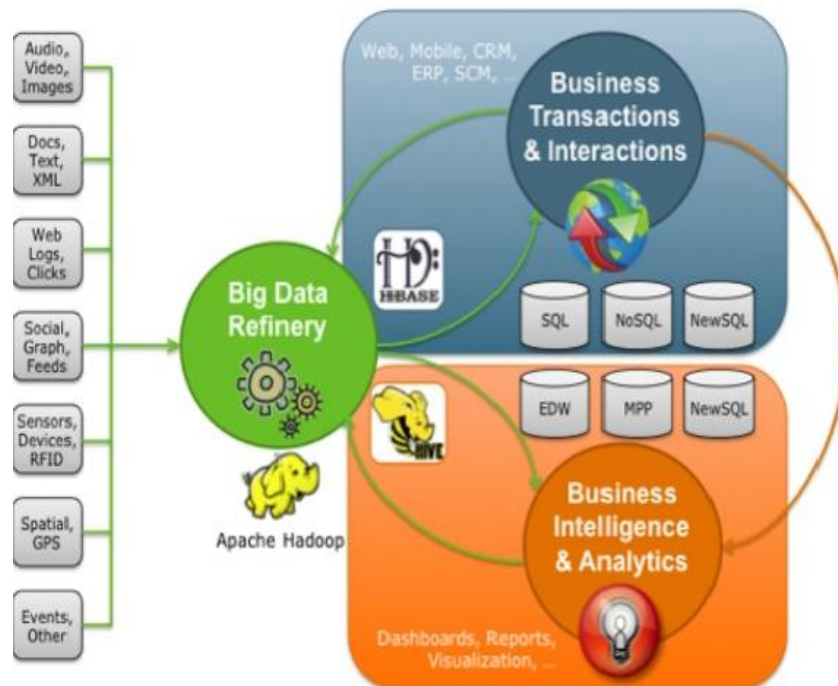 Audio,
Video,
Images
Docs,
Text,
XML
Web
Logs,
Clicks
Social,
Graph,
Feeds
Sensors,
Devices,
RFID
Spatial,
GPS
Events,
Other
Big Data
Refinery
Apache Hadoop
Web, Mobile, CRM,
ERP, SCM, ...
Business
Transactions
& Interactions
HBASE
SQL
NoSQL
NewSQL
EDW
MPP
NewSQL
HIVE
Business
Intelligence
& Analytics
Dashboards, Reports,
Visualization, ...